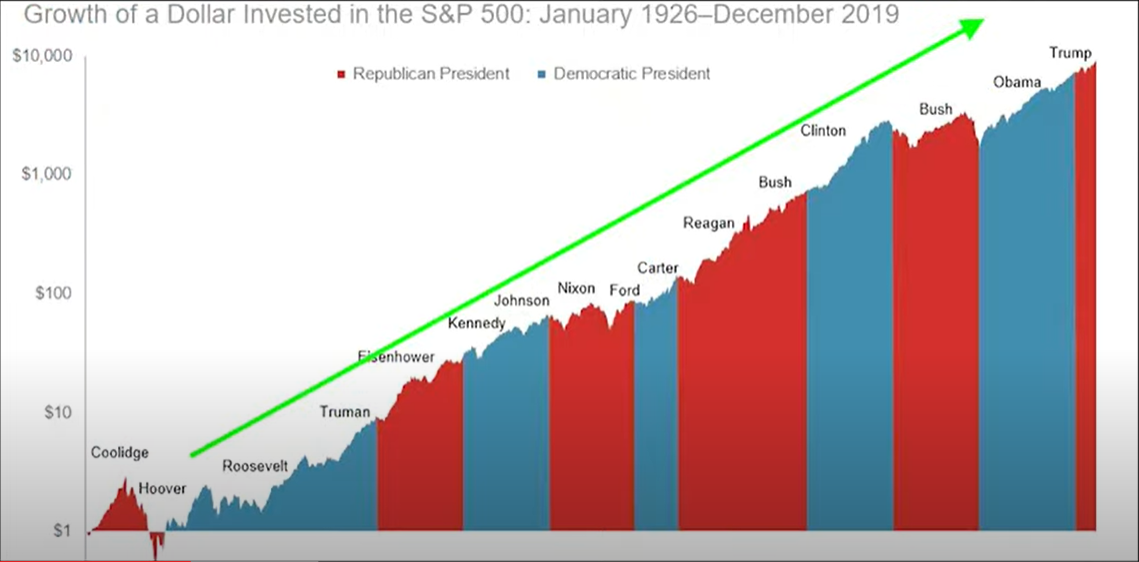 Growth of a Dollar Invested in the S&P 500: January 1926–December 2019
$10,000
Republican President
Democratic President
Trump
Obama
Bush
Clinton
$1,000
Bush
Reagan
Carter
$100
Nixon
Ford
Johnson
Kennedy
Eisenhower
$10
Truman
Coolidge
Roosevelt
Hoover
$1